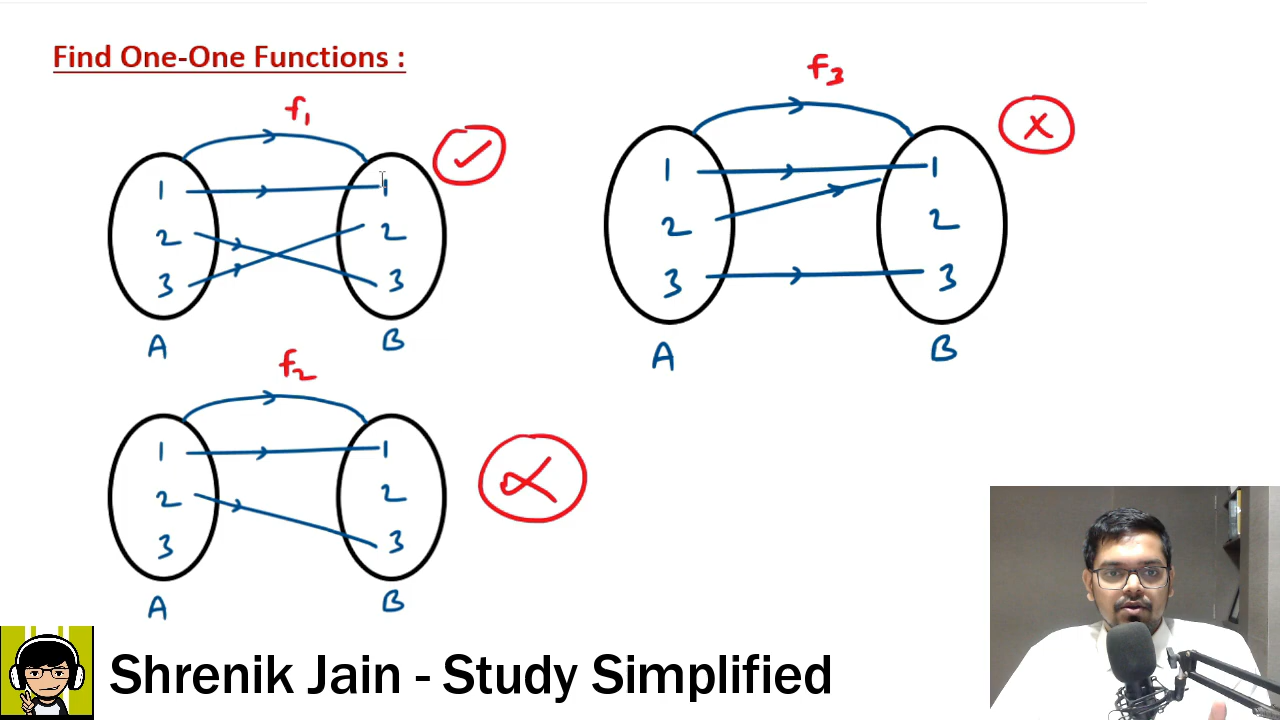 Find One-One Functions :
f1
1 1
2 2
3 3
A B
f2
1 1
2 2
3 3
A B
f3
1 1
2 2
3 3
A B
Shrenik Jain - Study Simplified